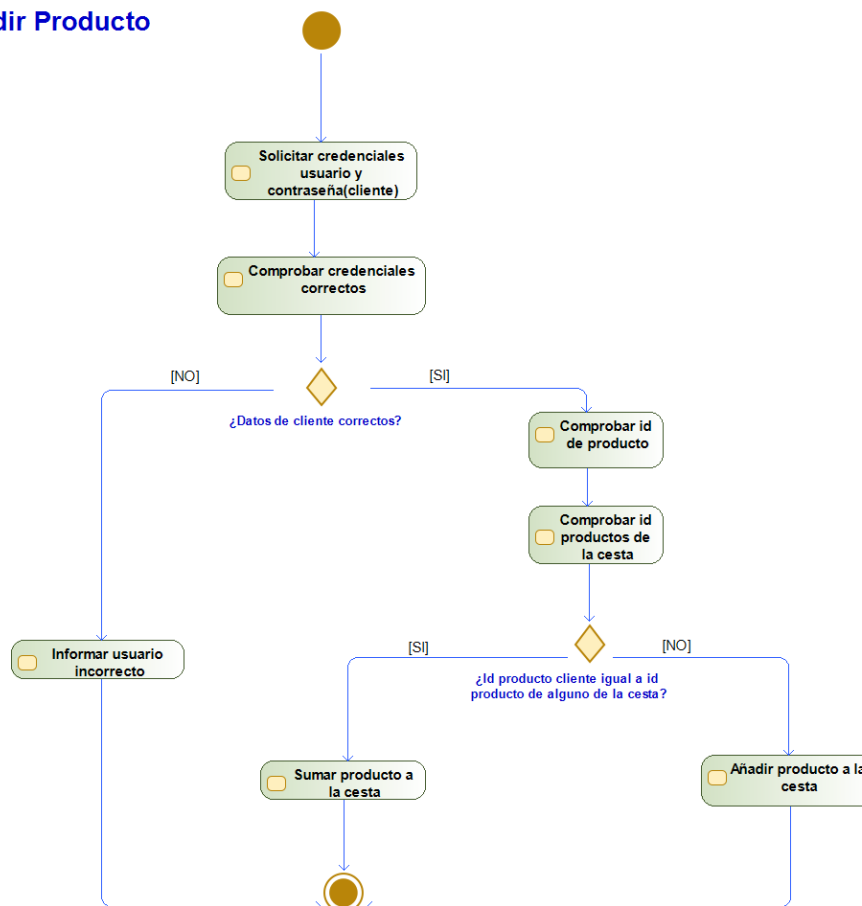 dir Producto
Solicitar credenciales
usuario y
contraseña(cliente)
Comprobar credenciales
correctos
[NO]
[SI]
¿Datos de cliente correctos?
Comprobar id
de producto
Comprobar id
productos de
la cesta
[SI]
[NO]
¿Id producto cliente igual a id
producto de alguno de la cesta?
Informar usuario
incorrecto
Sumar producto a
la cesta
Añadir producto a la
cesta